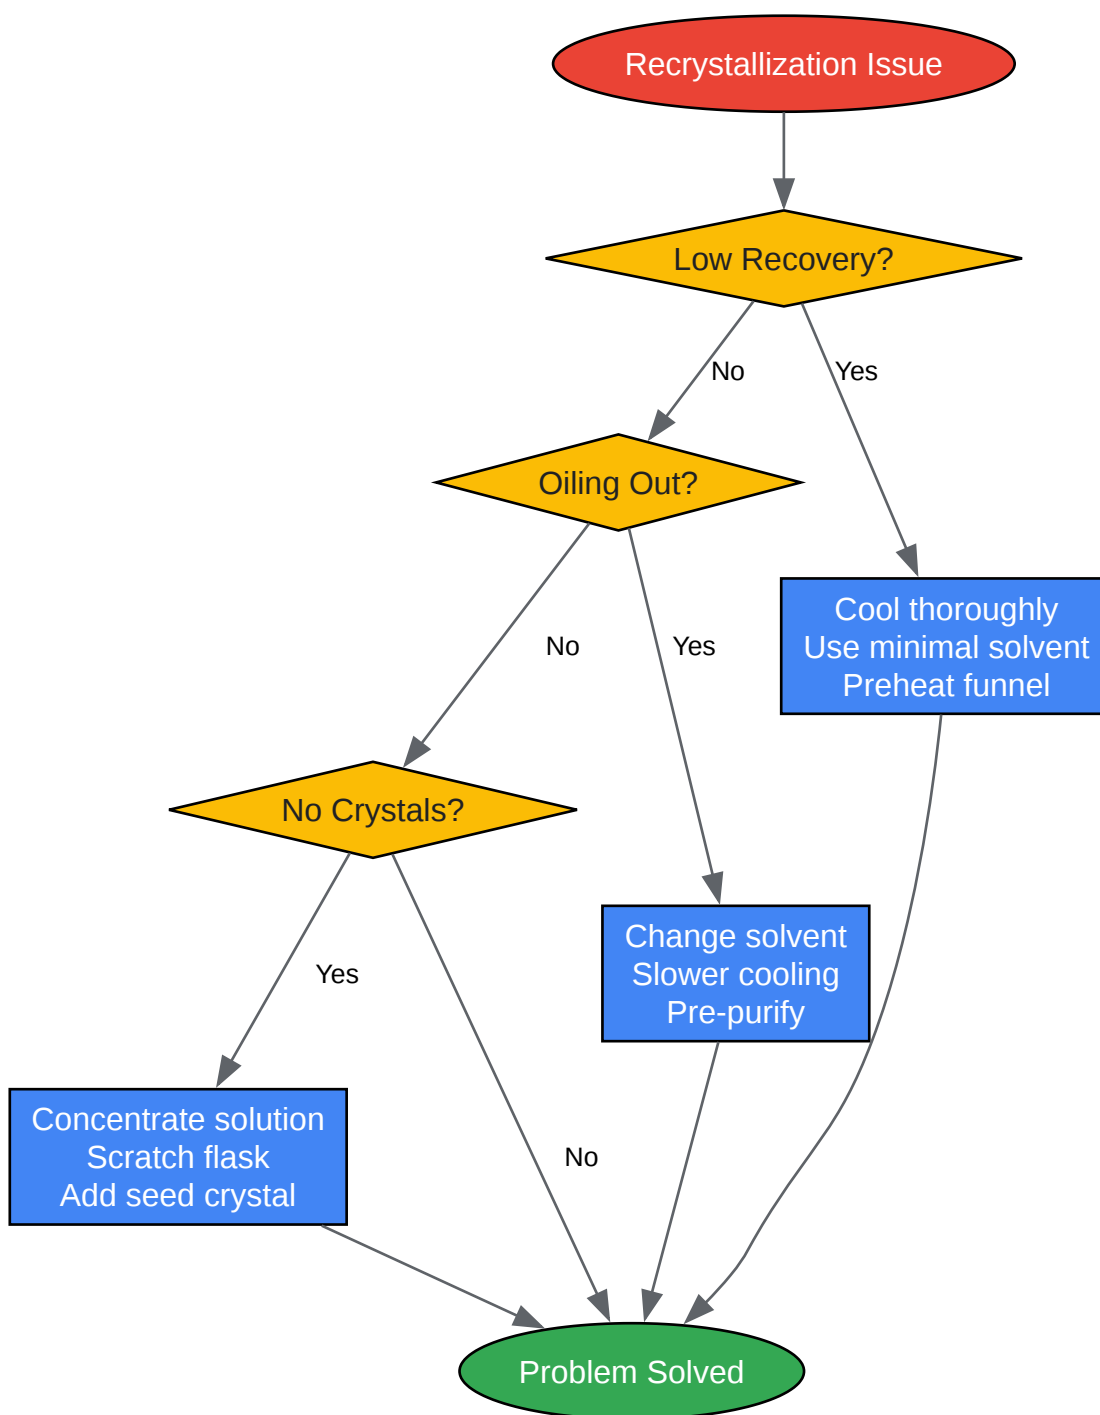 Recrystallization Issue
Low Recovery?
No
Yes
Oiling Out?
No
Yes
Cool thoroughly
Use minimal solvent
Preheat funnel
No Crystals?
Yes
No
Change solvent
Slower cooling
Pre-purify
Concentrate solution
Scratch flask
Add seed crystal
Problem Solved